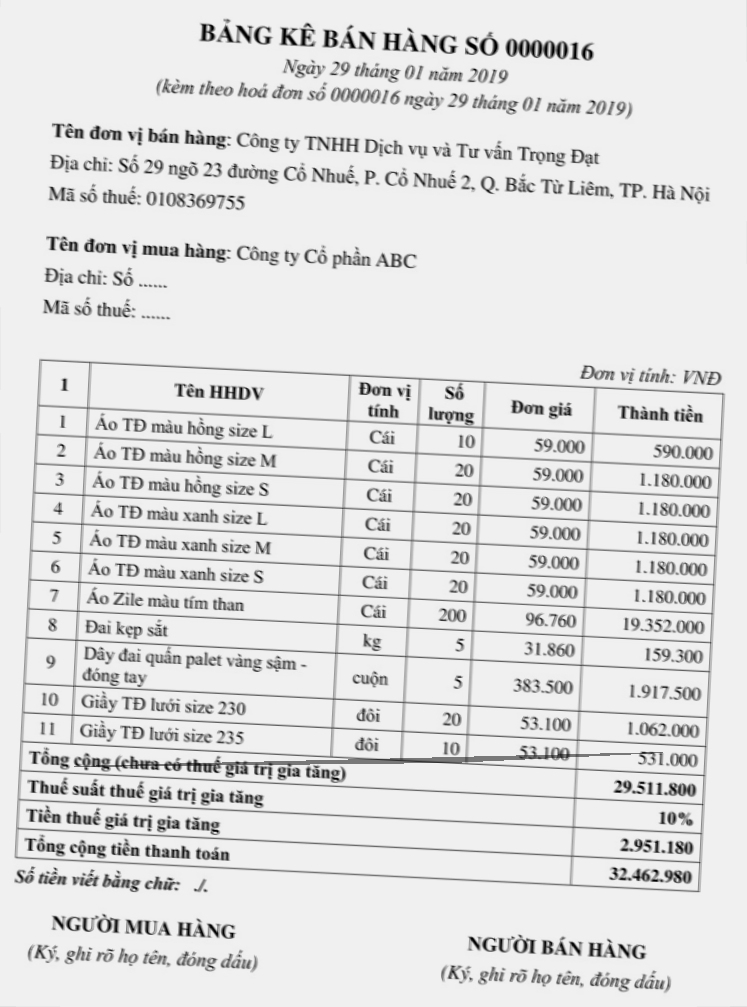 BẢNG KÊ BÁN HÀNG SỐ 0000016
Ngày 29 tháng 01 năm 2019
(kèm theo hoá đơn số 0000016 ngày 29 tháng 01 năm 2019)
Tên đơn vị bán hàng: Công ty TNHH Dịch vụ và Tư vấn Trọng Đạt
Địa chỉ: Số 29 ngõ 23 đường Cổ Nhuế, P. Cổ Nhuế 2, Q. Bắc Từ Liêm, TP. Hà Nội
Mã số thuế: 0108369755
Tên đơn vị mua hàng: Công ty Cổ phần ABC
Địa chỉ: Số ......
Mã số thuế: ......
Đơn vị tính: VNĐ
1 Tên HHDV Đơn vị tính Số lượng Đơn giá Thành tiền
1 Áo TĐ màu hồng size L Cái 10 59.000 590.000
2 Áo TĐ màu hồng size M Cái 20 59.000 1.180.000
3 Áo TĐ màu hồng size S Cái 20 59.000 1.180.000
4 Áo TĐ màu xanh size L Cái 20 59.000 1.180.000
5 Áo TĐ màu xanh size M Cái 20 59.000 1.180.000
6 Áo TĐ màu xanh size S Cái 20 59.000 1.180.000
7 Áo Zile màu tím than Cái 200 96.760 19.352.000
8 Đai kẹp sắt kg 5 31.860 159.300
9 Dây đai quấn palet vàng sậm - đóng tay cuộn 5 383.500 1.917.500
10 Giầy TĐ lưới size 230 đôi 20 53.100 1.062.000
11 Giầy TĐ lưới size 235 đôi 10 53.100 531.000
Tổng cộng (chưa có thuế giá trị gia tăng) 29.511.800
Thuế suất thuế giá trị gia tăng 10%
Tiền thuế giá trị gia tăng 2.951.180
Tổng cộng tiền thanh toán 32.462.980
Số tiền viết bằng chữ: ./.
NGƯỜI MUA HÀNG
(Ký, ghi rõ họ tên, đóng dấu)
NGƯỜI BÁN HÀNG
(Ký, ghi rõ họ tên, đóng dấu)